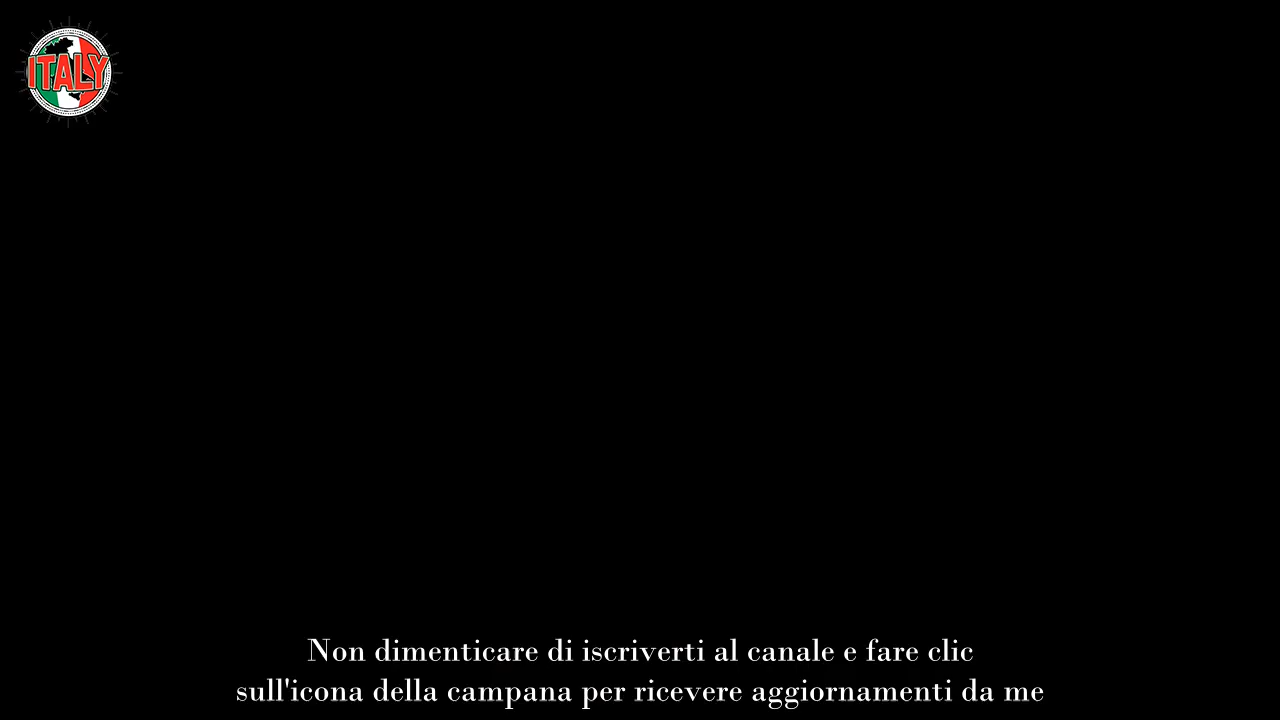 ITALY
Non dimenticare di iscriverti al canale e fare clic
sull'icona della campana per ricevere aggiornamenti da me